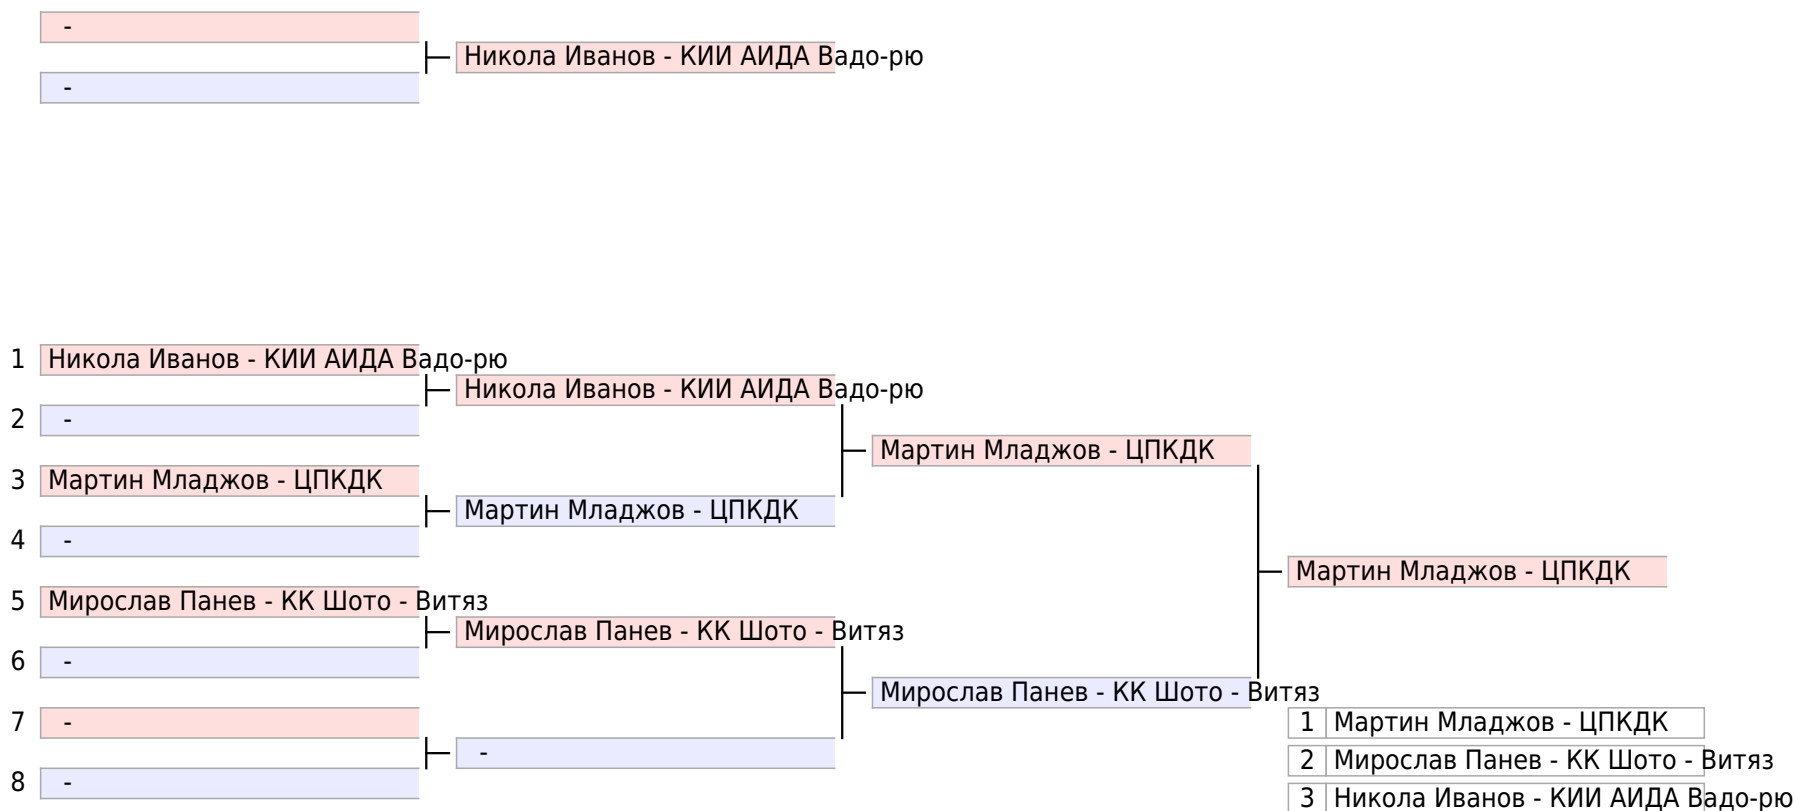 -
Никола Иванов - КИИ АИДА Вадо-рю
-
1 Никола Иванов - КИИ АИДА Вадо-рю
Никола Иванов - КИИ АИДА Вадо-рю
2 -
Мартин Младжов - ЦПКДК
3 Мартин Младжов - ЦПКДК
Мартин Младжов - ЦПКДК
4 -
Мартин Младжов - ЦПКДК
5 Мирослав Панев - КК Шото - Витяз
Мирослав Панев - КК Шото - Витяз
6 -
Мирослав Панев - КК Шото - Витяз
7 -
-
8 -
1 Мартин Младжов - ЦПКДК
2 Мирослав Панев - КК Шото - Витяз
3 Никола Иванов - КИИ АИДА Вадо-рю